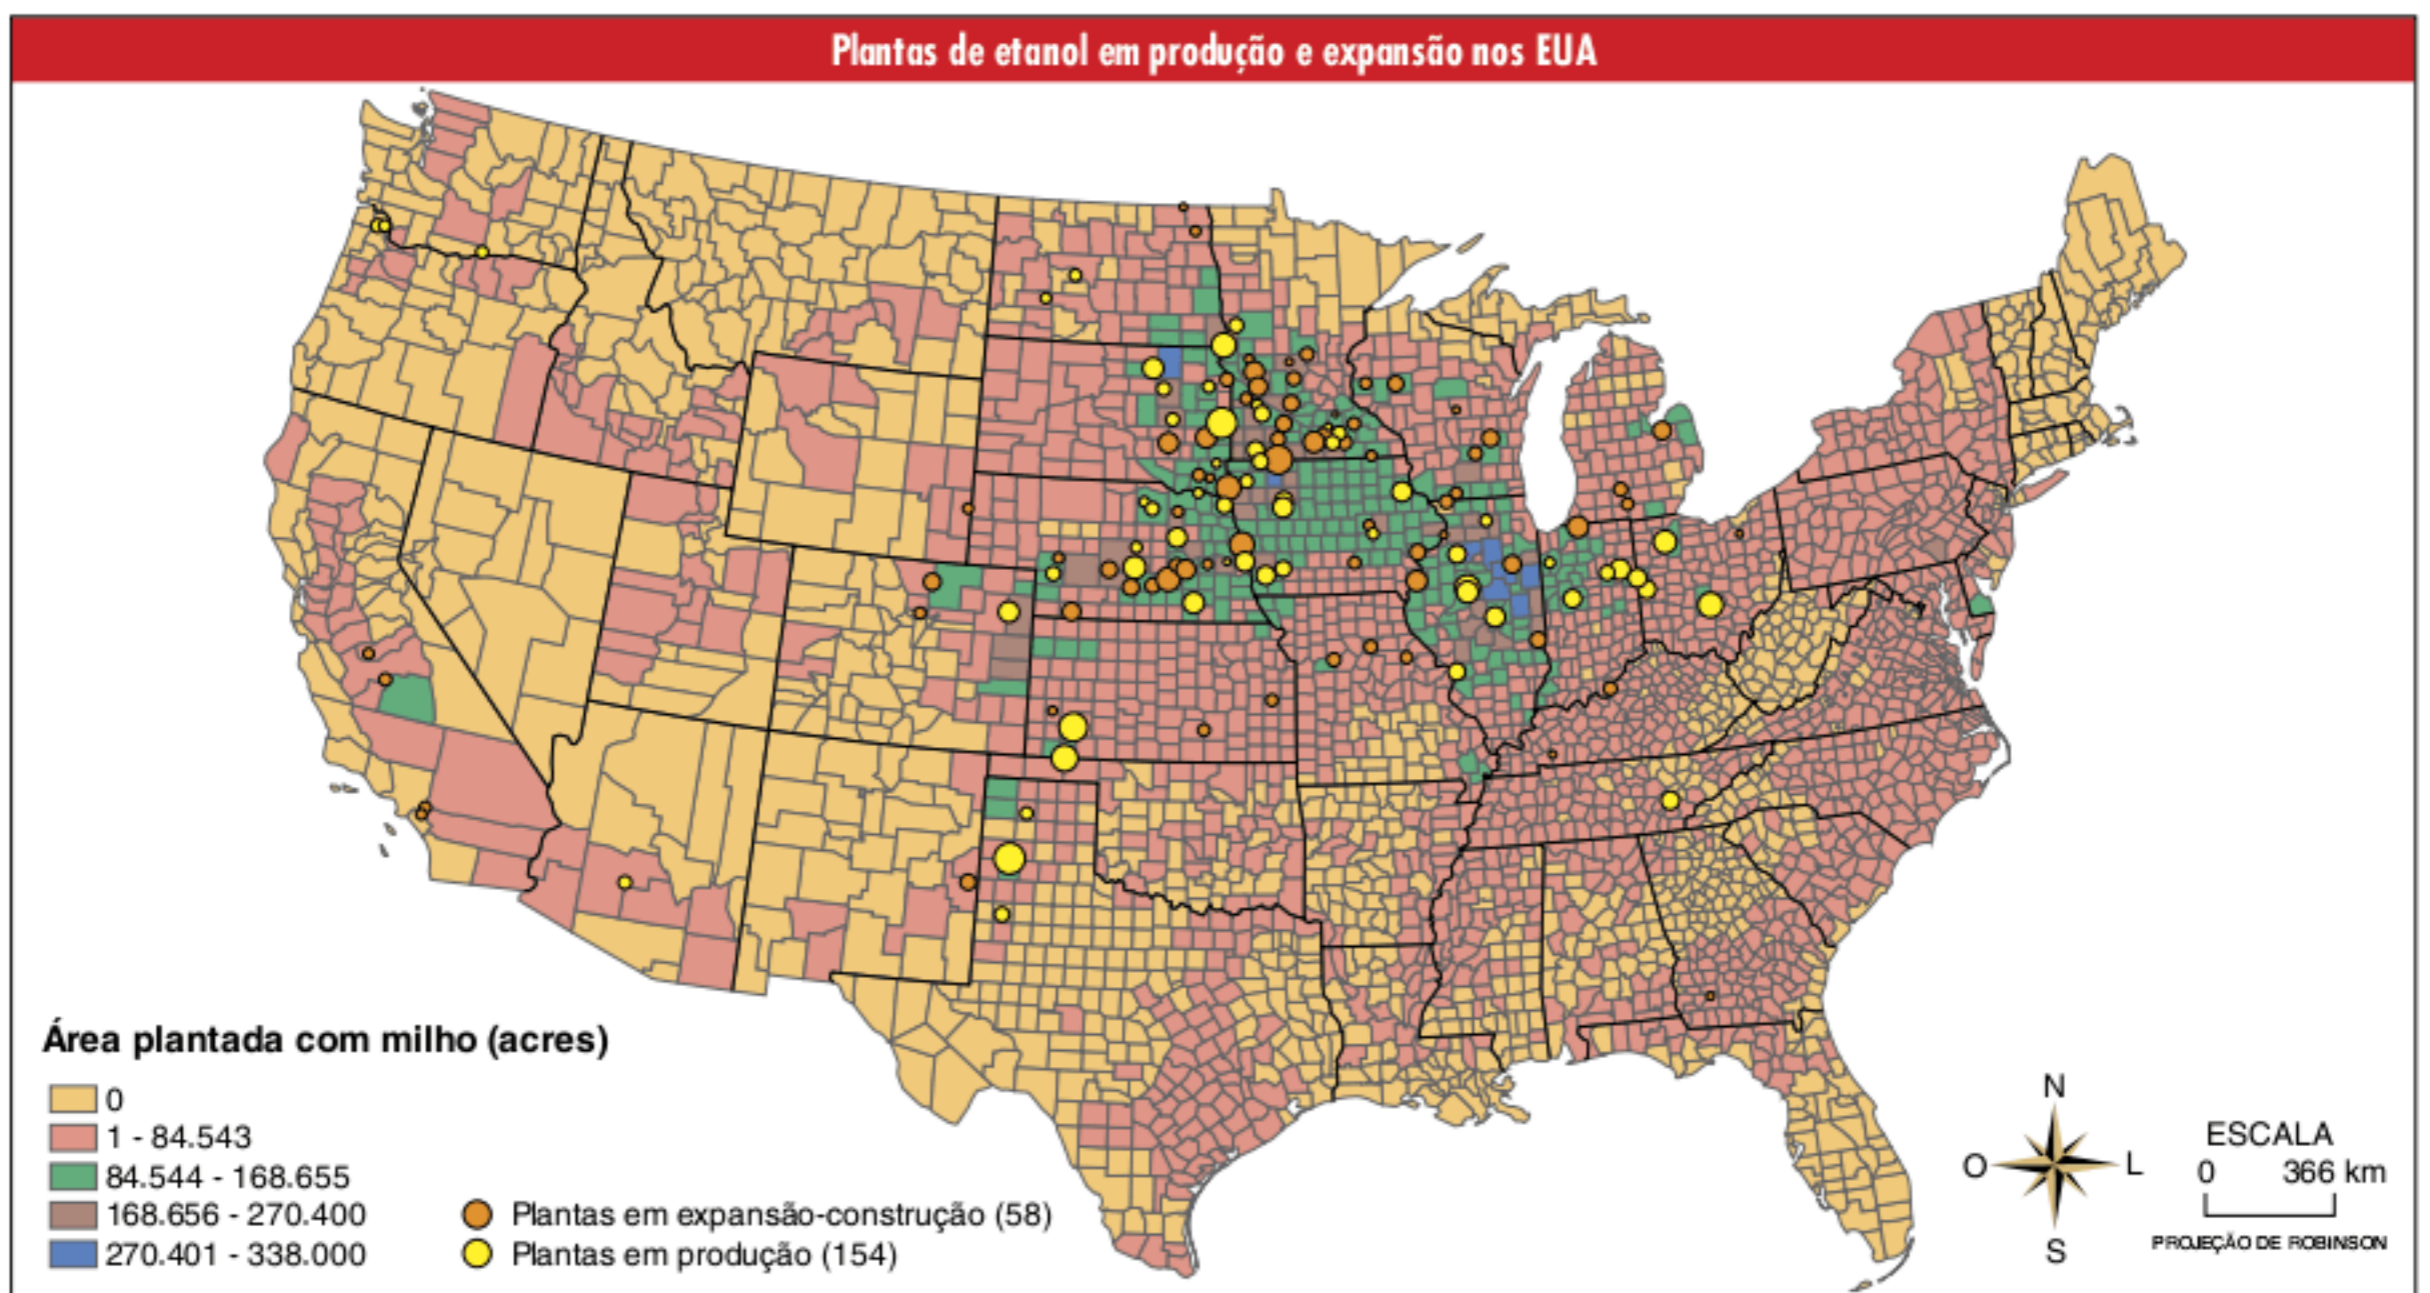 Plantas de etanol em produção e expansão nos EUA
Área plantada com milho (acres)
0
1 - 84.543
84.544 - 168.655
168.656 - 270.400
270.401 - 338.000
Plantas em expansão-construção (58)
Plantas em produção (154)
N
O
L
S
ESCALA
0 366 km
PROJEÇÃO DE ROBINSON